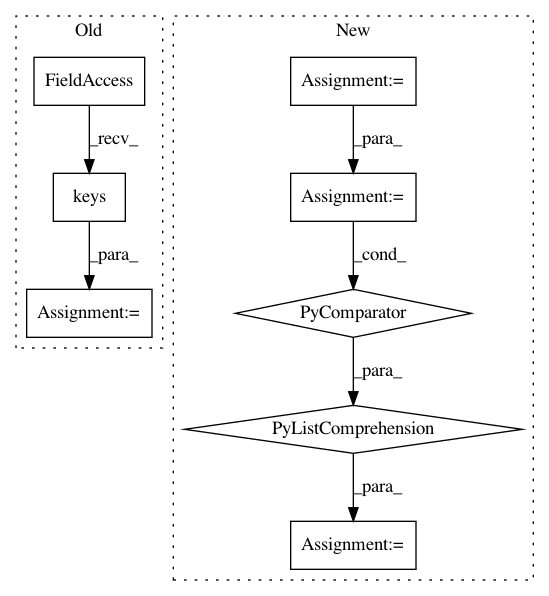 Old
FieldAccess
_recv_
keys
_para_
Assignment:=
New
Assignment:=
_para_
Assignment:=
_cond_
PyComparator
_para_
PyListComprehension
_para_
Assignment:=